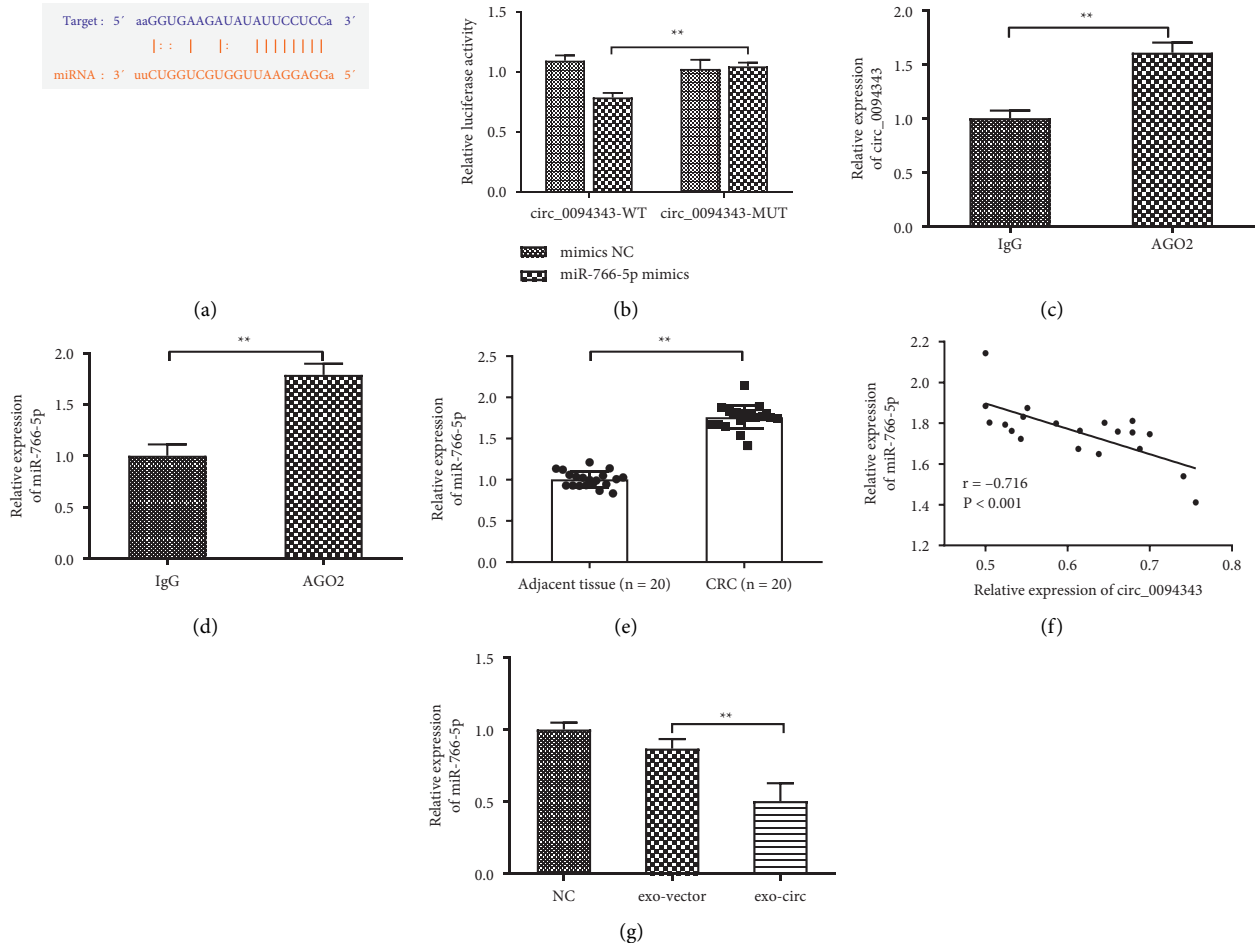 Target : 5´ aaGGUGAAGAUAUAUUCCUCCa 3´
|: : | |: ||||||||
miRNA : 3´ uuCUGGUCGUGGUUAAGGAGGa 5´
(a)
Relative luciferase activity
1.5
1.0
0.5
0.0
**
circ_0094343-WT circ_0094343-MUT
mimics NC
miR-766-5p mimics
(b)
Relative expression
of circ_0094343
2.0
1.5
1.0
0.5
0.0
**
IgG AGO2
(c)
Relative expression
of miR-766-5p
2.0
1.5
1.0
0.5
0.0
**
IgG AGO2
(d)
Relative expression
of miR-766-5p
2.5
2.0
1.5
1.0
0.5
0.0
**
Adjacent tissue (n = 20) CRC (n = 20)
(e)
Relative expression
of miR-766-5p
2.2
2.0
1.8
1.6
1.4
1.2
r = –0.716
P < 0.001
0.5 0.6 0.7 0.8
Relative expression of circ_0094343
(f)
Relative expression
of miR-766-5p
1.5
1.0
0.5
0.0
**
NC exo-vector exo-circ
(g)